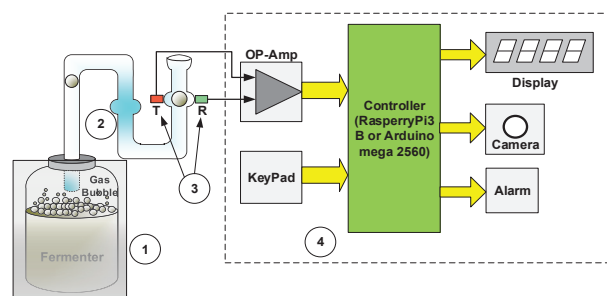 OP-Amp
Display
2
T
R
Controller
(RasperryPi3
B or Arduino
mega 2560)
Camera
Gas
Bubble
3
KeyPad
Alarm
1
4
Fermenter